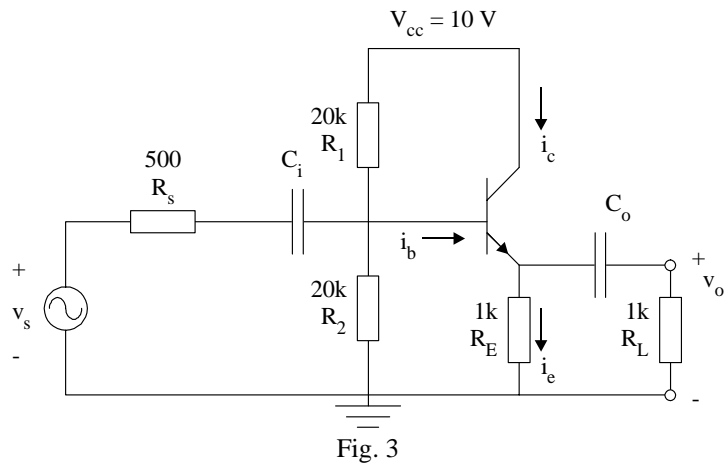 V_cc = 10 V
20k
R_1
i_c
500
R_s
C_i
C_o
i_b
+
v_s
-
20k
R_2
1k
R_E
i_e
1k
R_L
+
v_o
-
Fig. 3